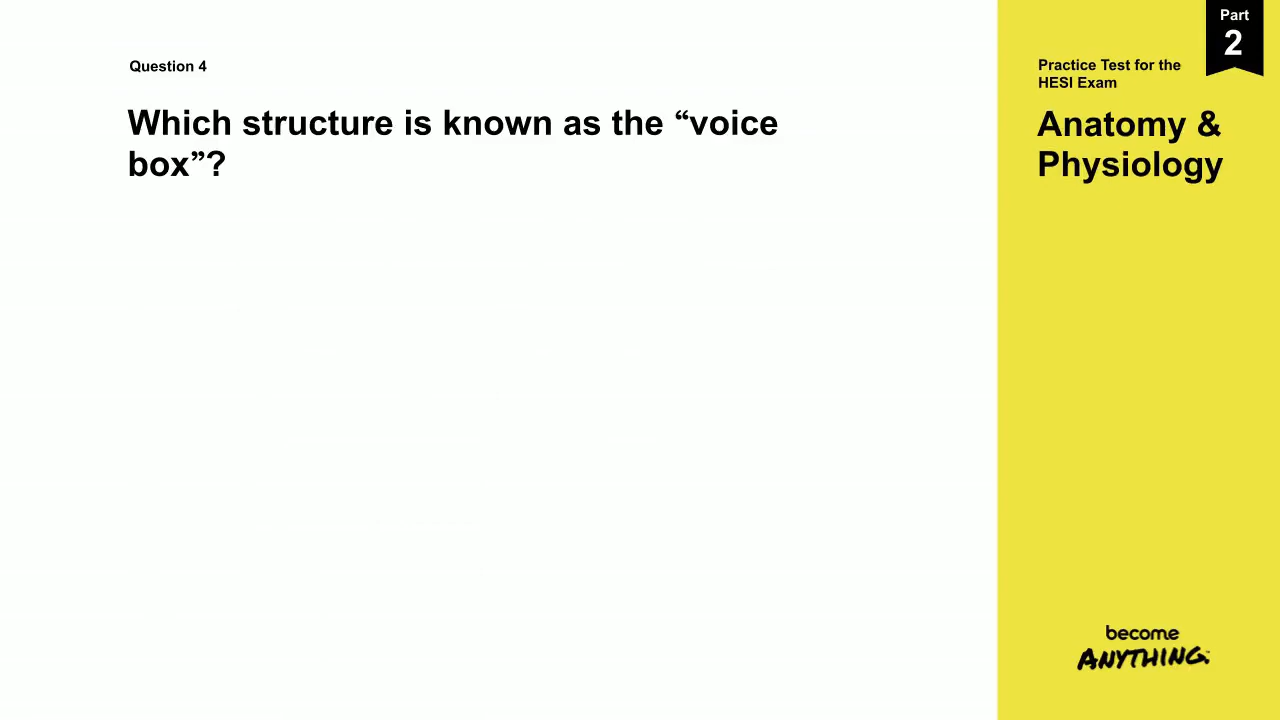 Question 4
Which structure is known as the “voice
box”?
Part
2
Practice Test for the
HESI Exam
Anatomy &
Physiology
become
ANYTHING.